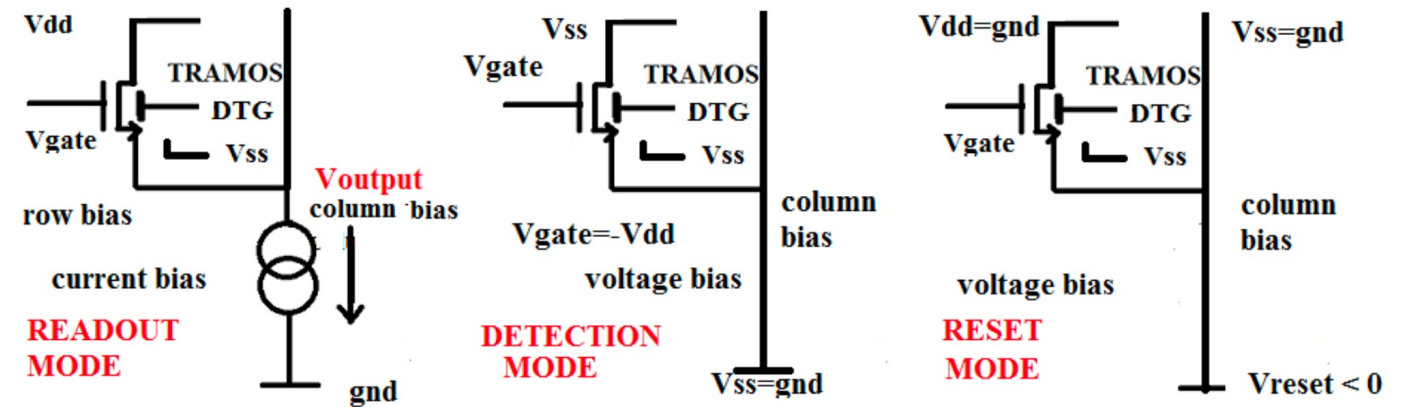 Vdd
TRAMOS
DTG
Vgate
Vss
Voutput
row bias
column bias
current bias
READOUT
MODE
gnd
Vss
Vgate
TRAMOS
DTG
Vss
column
bias
Vgate=-Vdd
voltage bias
DETECTION
MODE
Vss=gnd
Vdd=gnd
Vss=gnd
TRAMOS
DTG
Vgate
Vss
column
bias
voltage bias
RESET
MODE
Vreset < 0